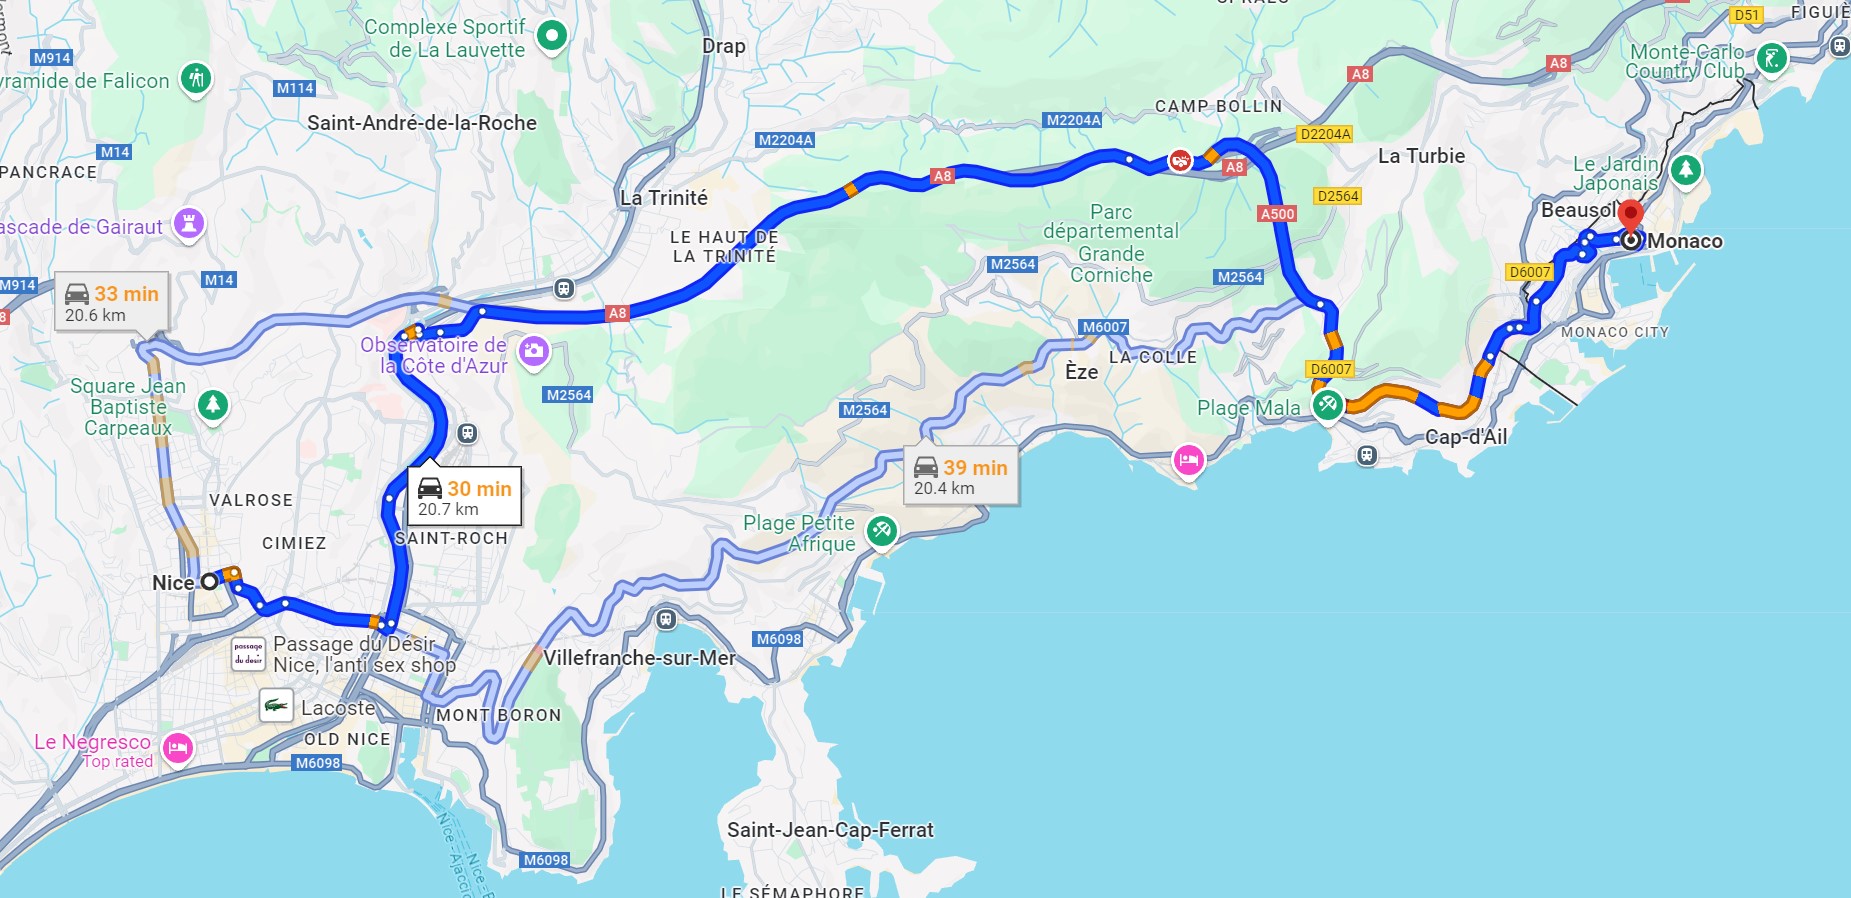 SPRALS
D51
FIGUIÈ
Complexe Sportif
de La Lauvette
Drap
M914
Monte-Carlo
Country Club
A8
A8
Pyramide de Falicon
M114
CAMP BOLLIN
Saint-André-de-la-Roche
M2204A
M2204A
D2204A
M14
La Turbie
PANCRACE
A8
A8
Le Jardin
Japonais
La Trinité
D2564
Beausol
A500
Parc
départemental
Grande
Corniche
ascade de Gairaut
LE HAUT DE
LA TRINITÉ
Monaco
M914
M14
M2564
M2564
D6007
33 min
20.6 km
8
A8
M6007
MONACO CITY
Observatoire de
la Côte d'Azur
LA COLLE
Èze
D6007
Square Jean
Baptiste
Carpeaux
M2564
M2564
Plage Mala
Cap-d'Ail
39 min
20.4 km
30 min
20.7 km
VALROSE
CIMIEZ
SAINT-ROCH
Plage Petite
Afrique
Nice
passage
du desir
Passage du Désir
Nice, l'anti sex shop
M6098
Villefranche-sur-Mer
Lacoste
MONT BORON
Le Negresco
Top rated
OLD NICE
M6098
Saint-Jean-Cap-Ferrat
M6098
Nice - Ajaccio
LE SÉMAPHORE